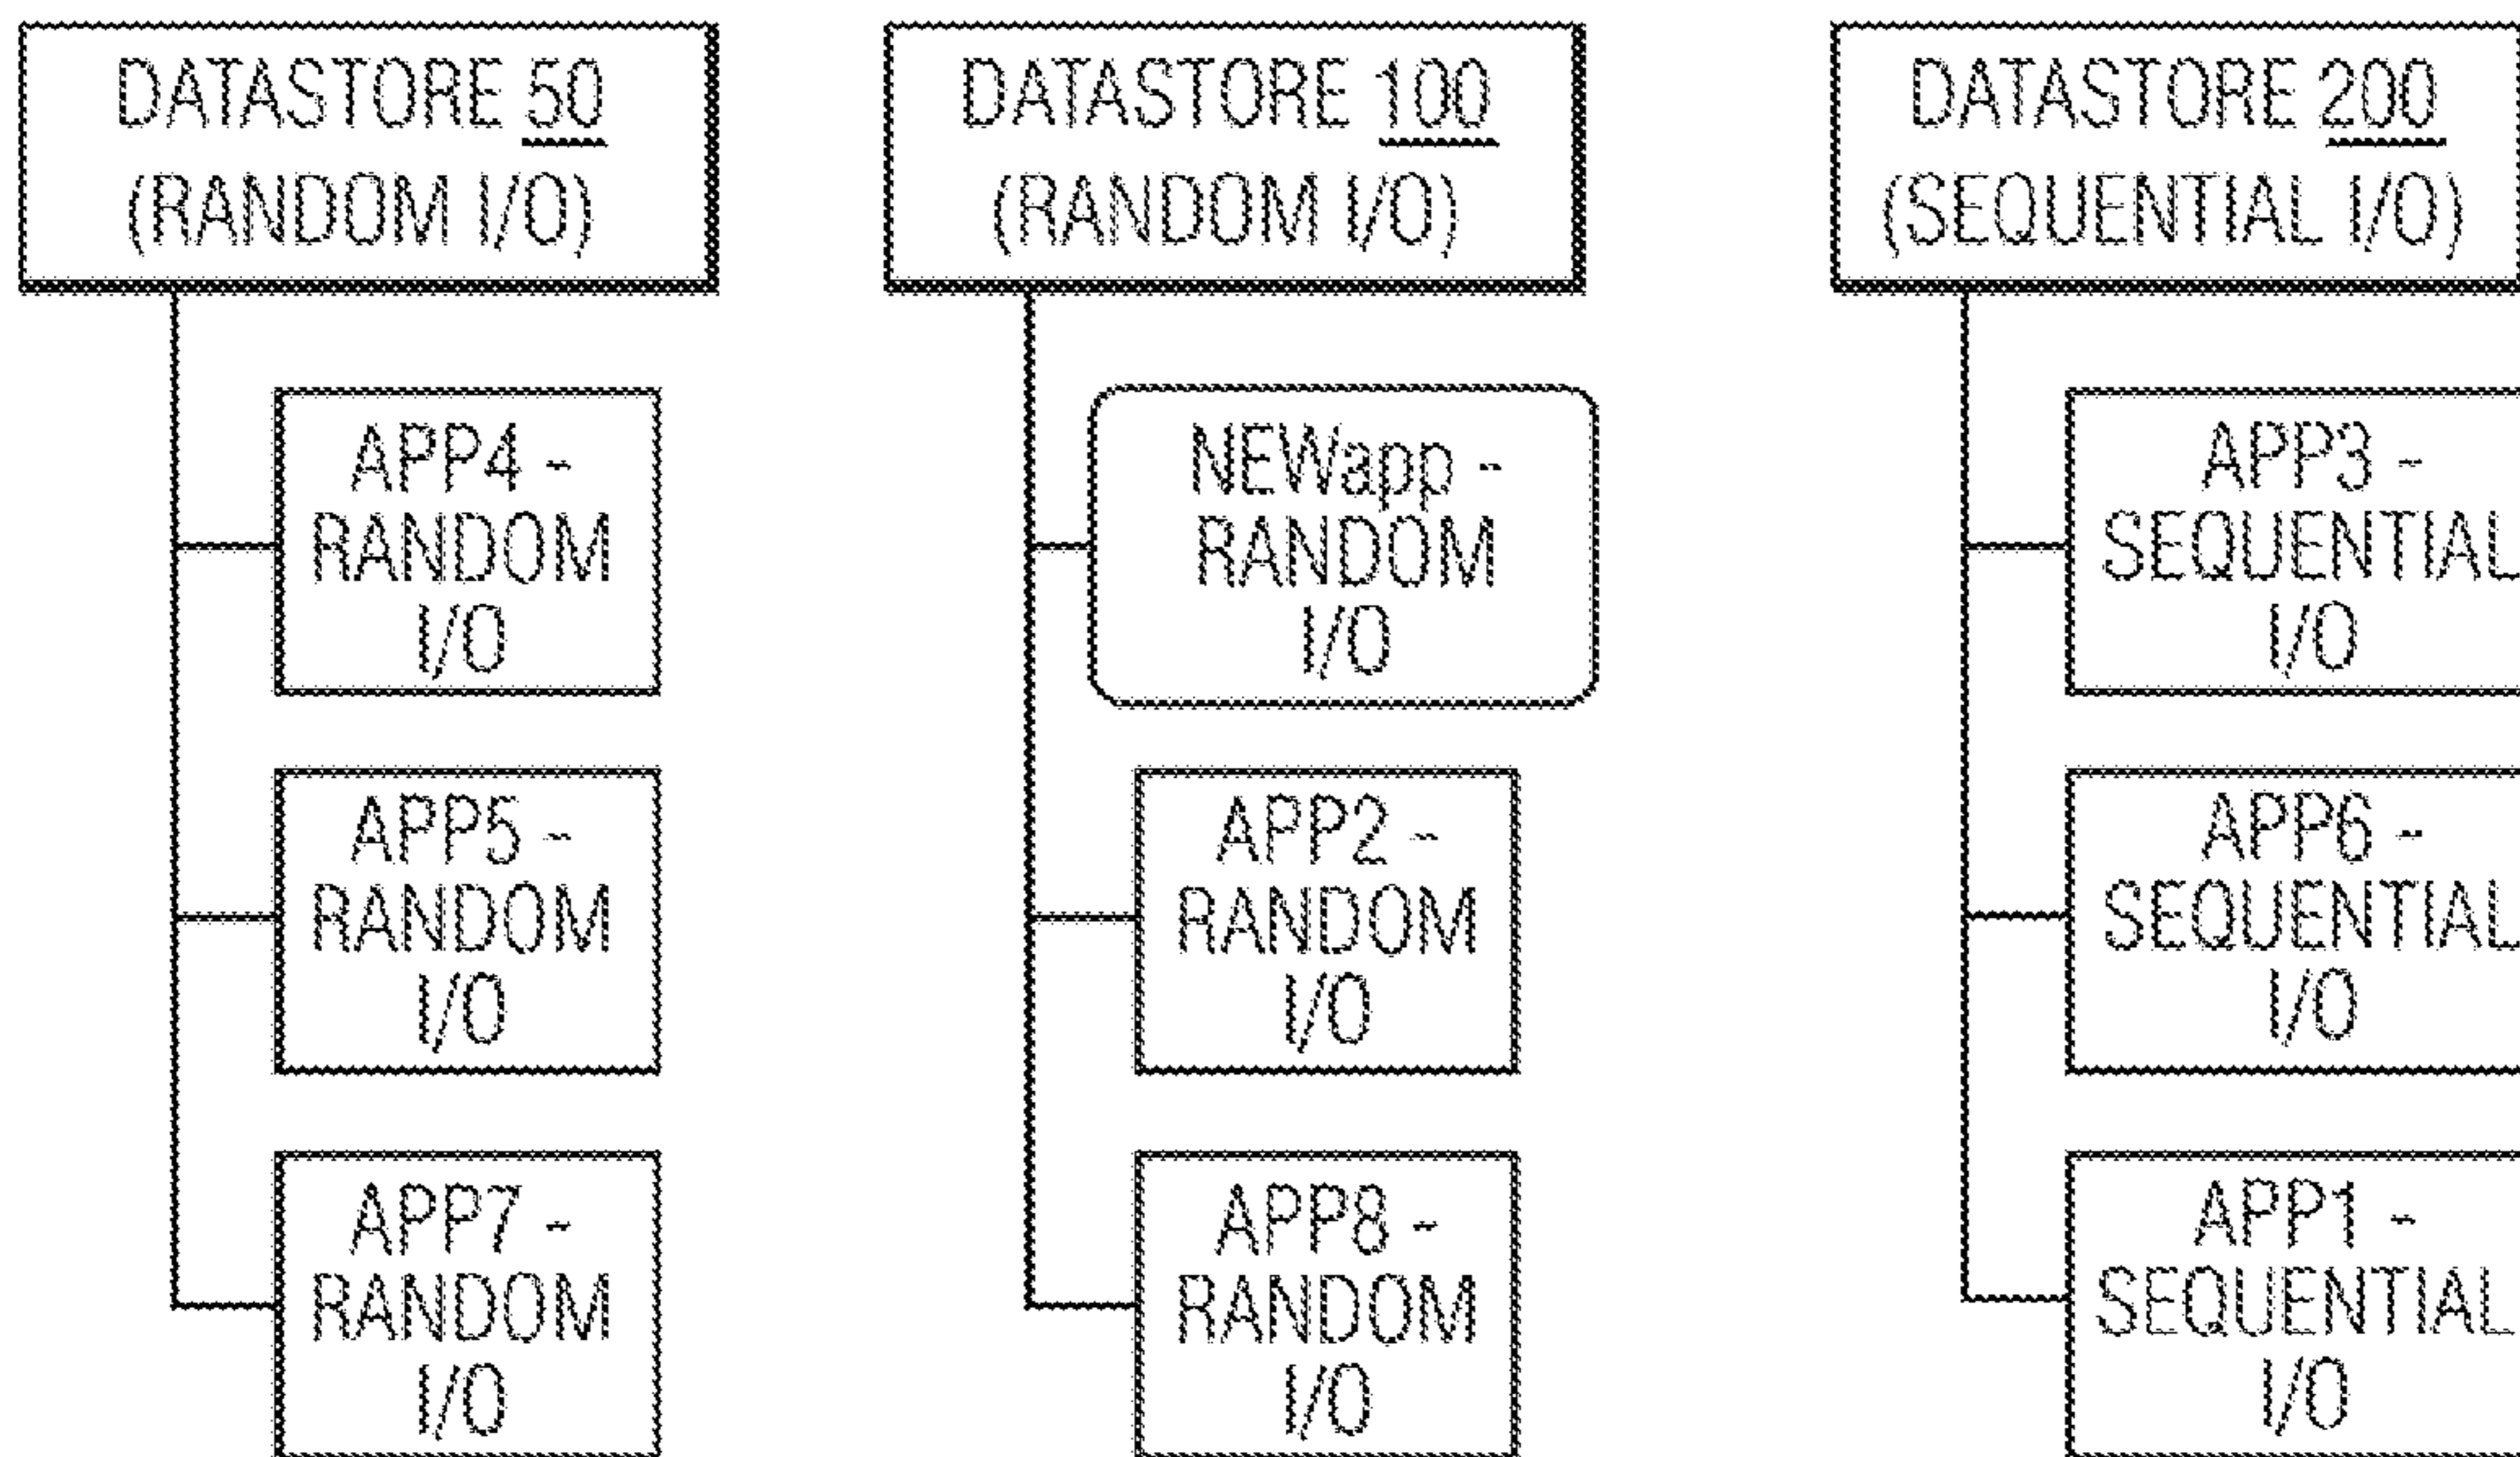 DATASTORE 50
(RANDOM I/O)
APP4 -
RANDOM
I/O
APP5 -
RANDOM
I/O
APP7 -
RANDOM
I/O
DATASTORE 100
(RANDOM I/O)
NEWapp -
RANDOM
I/O
APP2 -
RANDOM
I/O
APP8 -
RANDOM
I/O
DATASTORE 200
(SEQUENTIAL I/O)
APP3 -
SEQUENTIAL
I/O
APP6 -
SEQUENTIAL
I/O
APP1 -
SEQUENTIAL
I/O